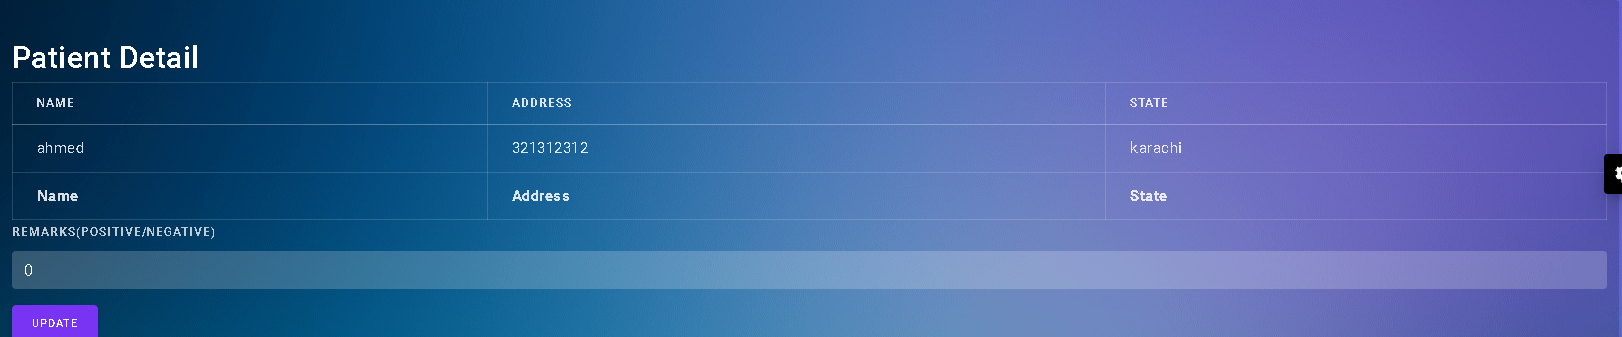 Patient Detail
NAME ADDRESS STATE
ahmed 321312312 karachi
Name Address State
REMARKS(POSITIVE/NEGATIVE)
0
UPDATE